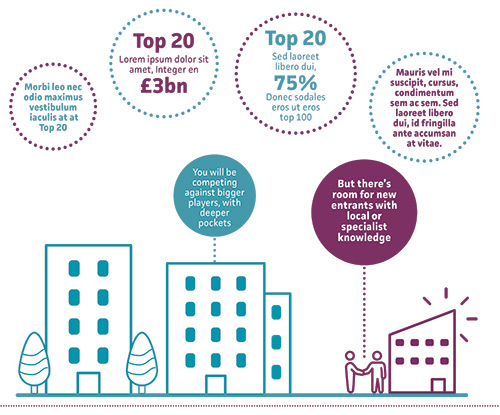 Morbi leo nec
odio maximus
vestibulum
iaculis at at
Top 20
Top 20
Lorem ipsum dolor sit
amet, Integer en
£3bn
Top 20
Sed laoreet
libero dui,
75%
Donec sodales
eros ut eros
top 100
Mauris vel mi
suscipit, cursus,
condimentum
sem ac sem. Sed
laoreet libero
dui, id fringilla
ante accumsan
at vitae.
You will be
competing
against bigger
players, with
deeper
pockets
But there's
room for new
entrants with
local or
specialist
knowledge